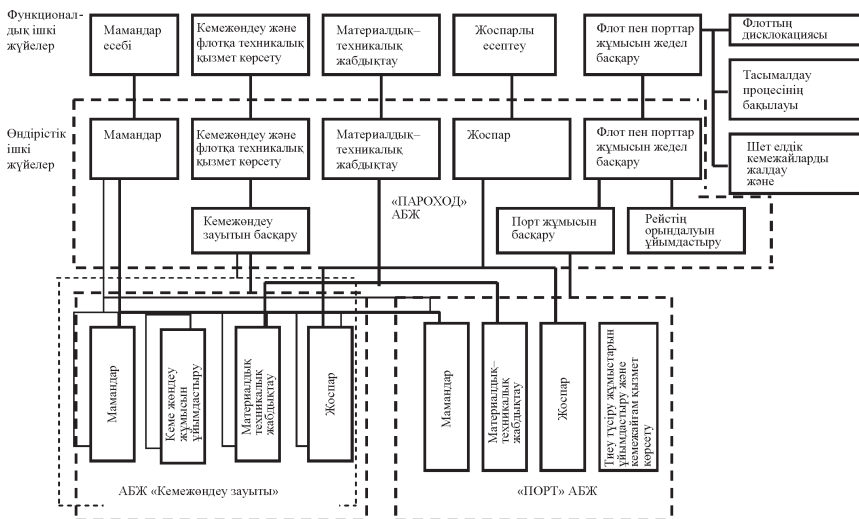 Функционал-
дық ішкі
жүйелер
Мамандар
есебі
Кемежөндеу және
флотқа техникалық
қызмет көрсету
Материалдық–
техникалық
жабдықтау
Жоспарлы
есептеу
Флот пен порттар
жұмысын жедел
басқару
Флоттың
дислокациясы
Тасымалдау
процесінің
бақылауы
Шет елдік
кемежайларды
жалдау
және
Өндірістік
ішкі
жүйелер
Мамандар
Кемежөндеу және
флотқа техникалық
қызмет көрсету
Материалдық–
техникалық
жабдықтау
Жоспар
Флот пен порттар
жұмысын жедел
басқару
«ПАРОХОД»
АБЖ
Кемежөндеу
зауытын басқару
Порт жұмысын
басқару
Рейстің
орындалуын
ұйымдастыру
Мамандар
Кеме жөндеу
жұмысын
ұйымдастыру
Материалдық
техникалық
жабдықтау
Жоспар
Мамандар
Материалдық–
техникалық
жабдықтау
Жоспар
Тиеу түсіру жұмыстарын
ұйымдастыру және
кемежайғам қызмет
көрсету
АБЖ «Кемежөндеу зауыты»
«ПОРТ» АБЖ